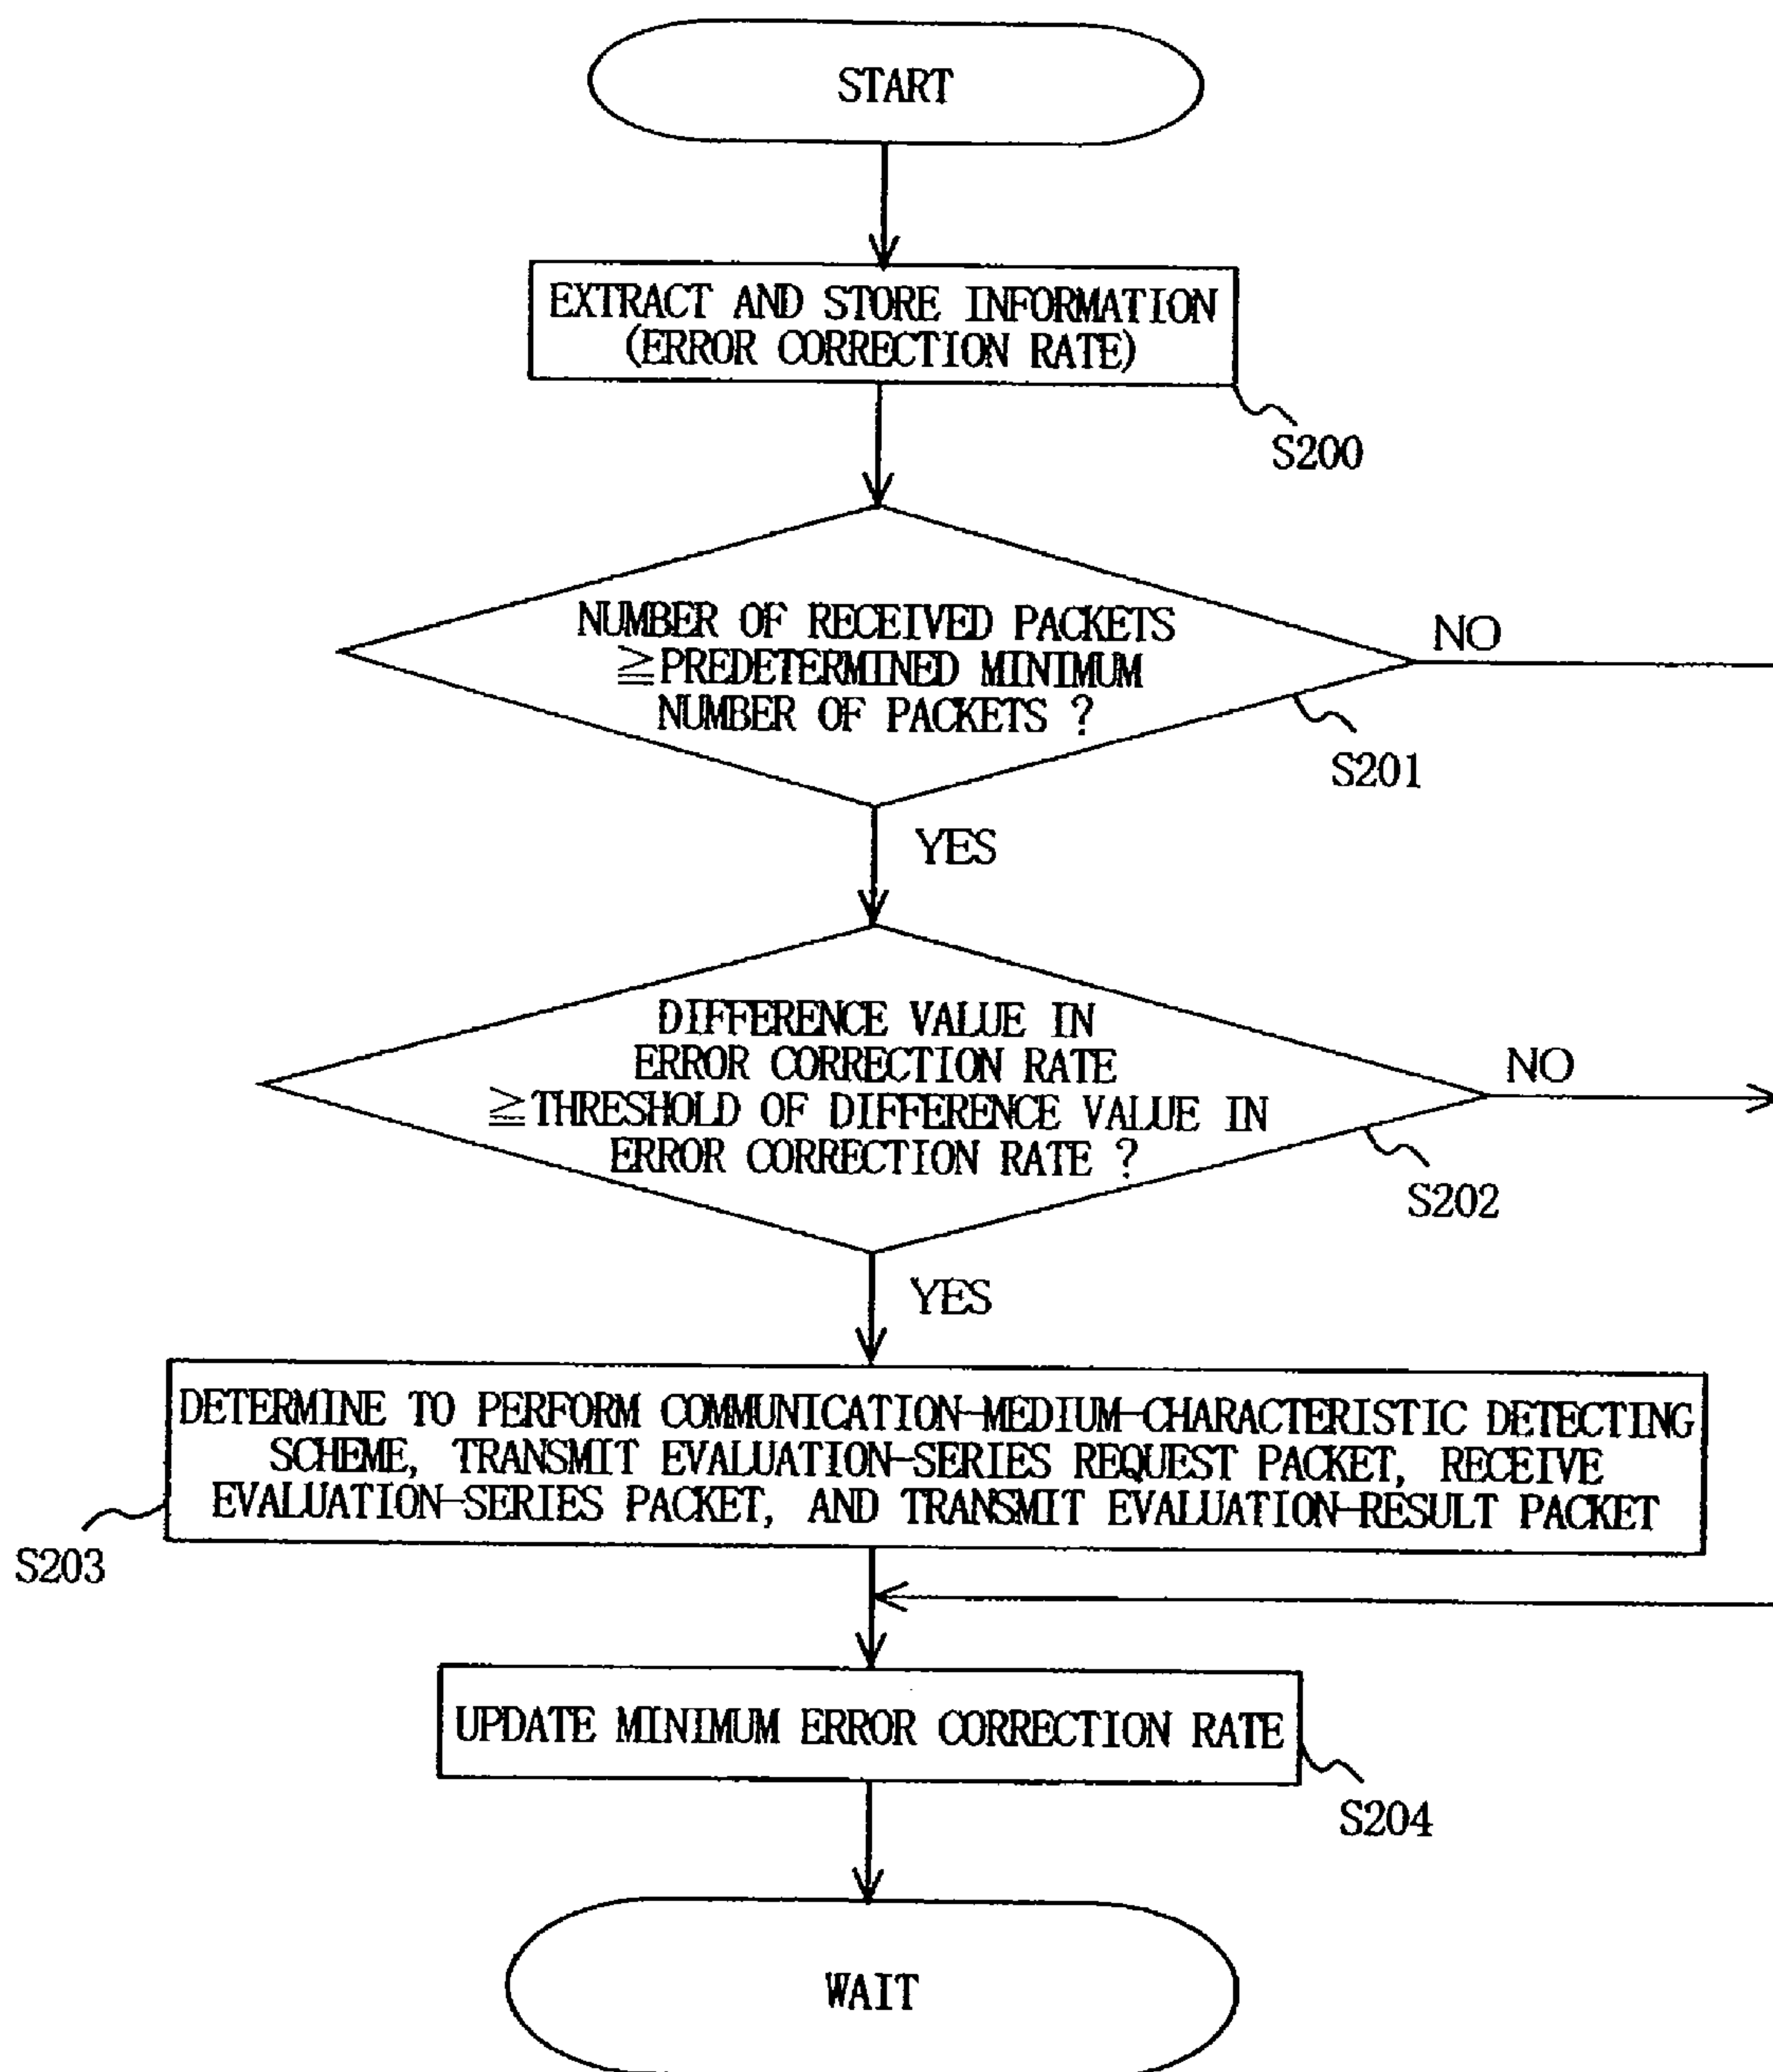 START
EXTRACT AND STORE INFORMATION
(ERROR CORRECTION RATE)
S200
NUMBER OF RECEIVED PACKETS
≧PREDETERMINED MINIMUM
NUMBER OF PACKETS ?
NO
S201
YES
DIFFERENCE VALUE IN
ERROR CORRECTION RATE
≧THRESHOLD OF DIFFERENCE VALUE IN
ERROR CORRECTION RATE ?
NO
S202
YES
DETERMINE TO PERFORM COMMUNICATION-MEDIUM-CHARACTERISTIC DETECTING
SCHEME, TRANSMIT EVALUATION-SERIES REQUEST PACKET, RECEIVE
EVALUATION-SERIES PACKET, AND TRANSMIT EVALUATION-RESULT PACKET
S203
UPDATE MINIMUM ERROR CORRECTION RATE
S204
WAIT